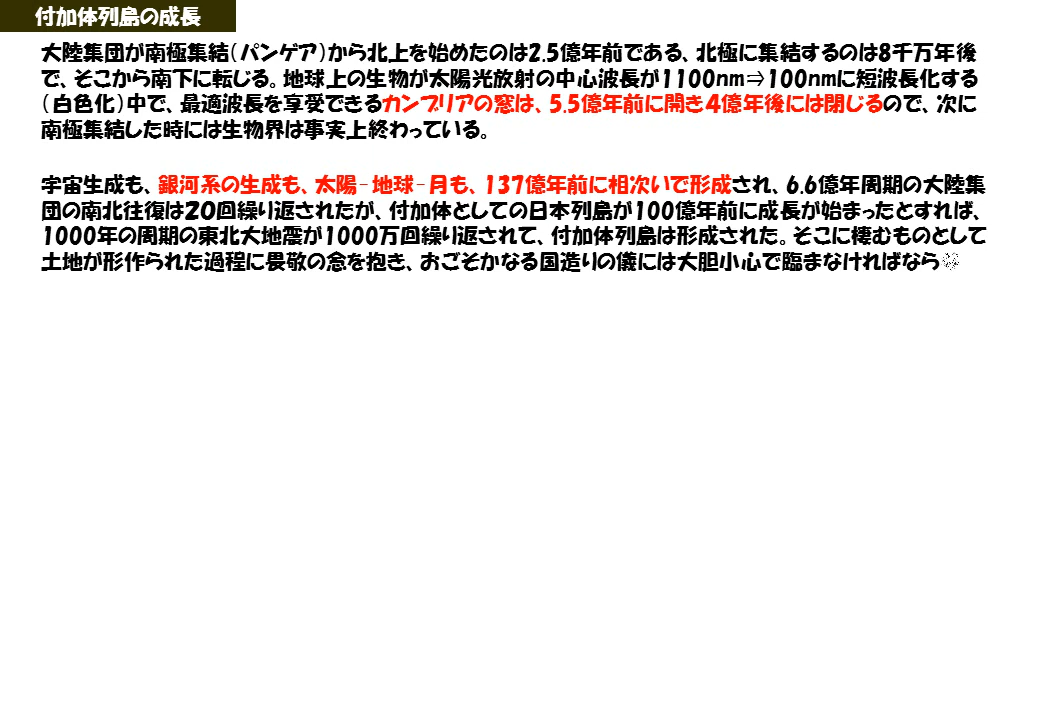 付加体列島の成長
大陸集団が南極集結(パンゲア)から北上を始めたのは2.5億年前である、北極に集結するのは8千万年後
で、そこから南下に転じる。地球上の生物が太陽光放射の中心波長が1100nm⇒100nmに短波長化する
(白色化)中で、最適波長を享受できるカンブリアの窓は、5.5億年前に開き4億年後には閉じるので、次に
南極集結した時には生物界は事実上終わっている。
宇宙生成も、銀河系の生成も、太陽-地球-月も、137億年前に相次いで形成され、6.6億年周期の大陸集
団の南北往復は20回繰り返されたが、付加体としての日本列島が100億年前に成長が始まったとすれば、
1000年の周期の東北大地震が1000万回繰り返されて、付加体列島は形成された。そこに棲むものとして
土地が形作られた過程に畏敬の念を抱き、おごそかなる国造りの儀には大胆小心で臨まなければなら